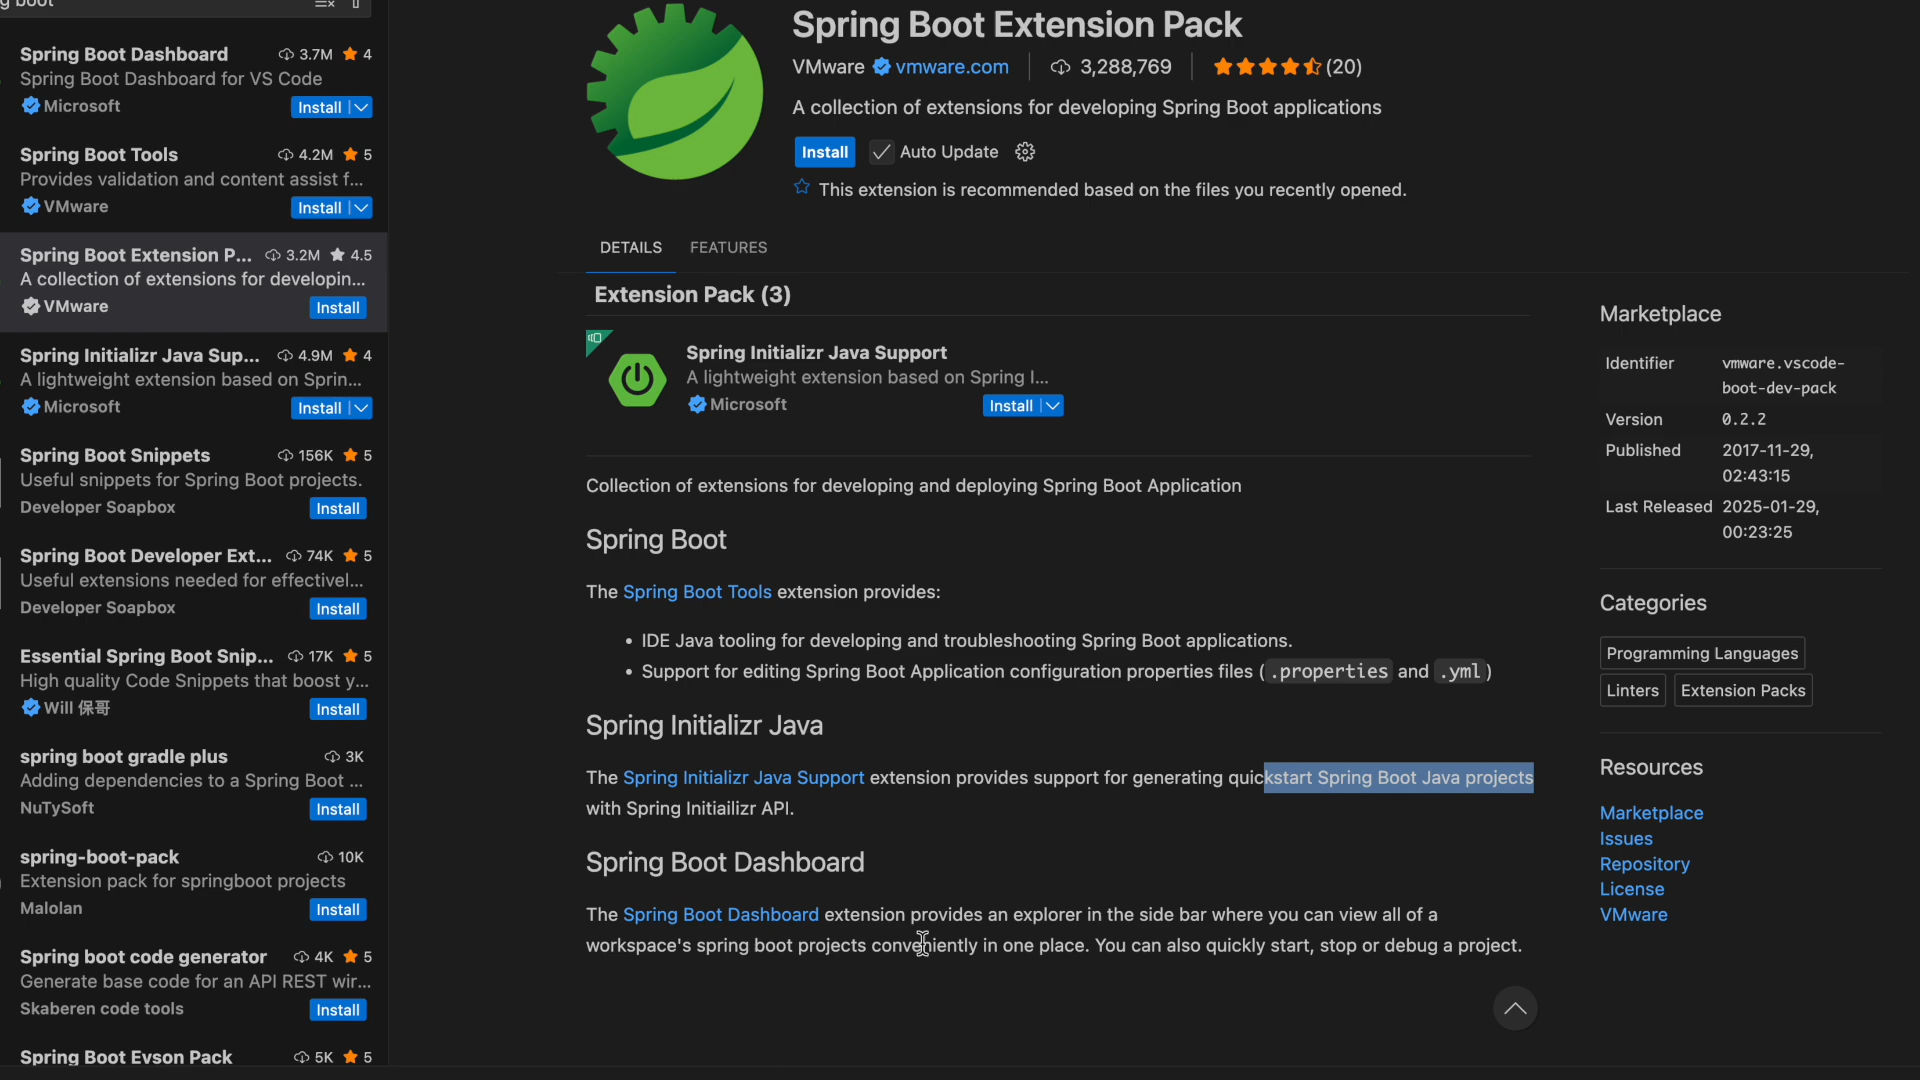 g boot
Spring Boot Dashboard 3.7M 4
Spring Boot Dashboard for VS Code
Microsoft Install
Spring Boot Tools 4.2M 5
Provides validation and content assist f...
VMware Install
Spring Boot Extension P... 3.2M 4.5
A collection of extensions for developin...
VMware Install
Spring Initializr Java Sup... 4.9M 4
A lightweight extension based on Sprin...
Microsoft Install
Spring Boot Snippets 156K 5
Useful snippets for Spring Boot projects.
Developer Soapbox Install
Spring Boot Developer Ext... 74K 5
Useful extensions needed for effectivel...
Developer Soapbox Install
Essential Spring Boot Snip... 17K 5
High quality Code Snippets that boost y...
Will 保哥 Install
spring boot gradle plus 3K
Adding dependencies to a Spring Boot ...
NuTySoft Install
spring-boot-pack 10K
Extension pack for springboot projects
Malolan Install
Spring boot code generator 4K 5
Generate base code for an API REST wir...
Skaberen code tools Install
Spring Boot Evson Pack 5K 5
Spring Boot Extension Pack
VMware vmware.com 3,288,769 (20)
A collection of extensions for developing Spring Boot applications
Install Auto Update
This extension is recommended based on the files you recently opened.
DETAILS FEATURES
Extension Pack (3)
Spring Initializr Java Support
A lightweight extension based on Spring I...
Microsoft Install
Collection of extensions for developing and deploying Spring Boot Application
Spring Boot
The Spring Boot Tools extension provides:
• IDE Java tooling for developing and troubleshooting Spring Boot applications.
• Support for editing Spring Boot Application configuration properties files ( .properties and .yml )
Spring Initializr Java
The Spring Initializr Java Support extension provides support for generating quickstart Spring Boot Java projects
with Spring Initiailizr API.
Spring Boot Dashboard
The Spring Boot Dashboard extension provides an explorer in the side bar where you can view all of a
workspace's spring boot projects conveniently in one place. You can also quickly start, stop or debug a project.
Marketplace
Identifier vmware.vscode-
boot-dev-pack
Version 0.2.2
Published 2017-11-29,
02:43:15
Last Released 2025-01-29,
00:23:25
Categories
Programming Languages
Linters Extension Packs
Resources
Marketplace
Issues
Repository
License
VMware